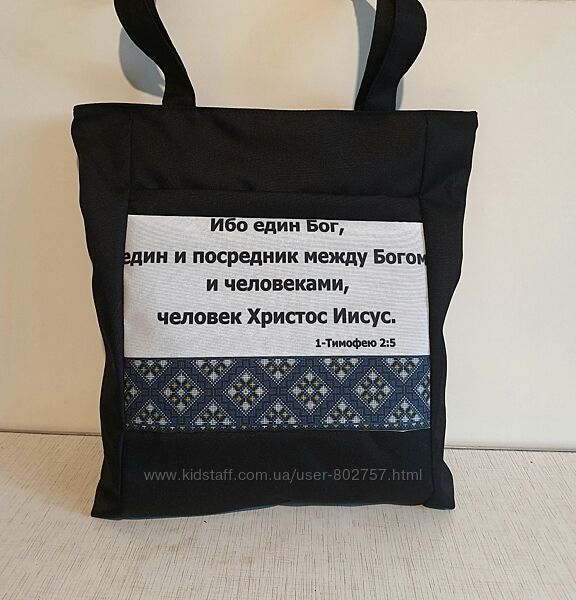 Ибо един Бог,
един и посредник между Богом
и человеками,
человек Христос Иисус.
1-Тимофею 2:5
www.kidstaff.com.ua/user-802757.html